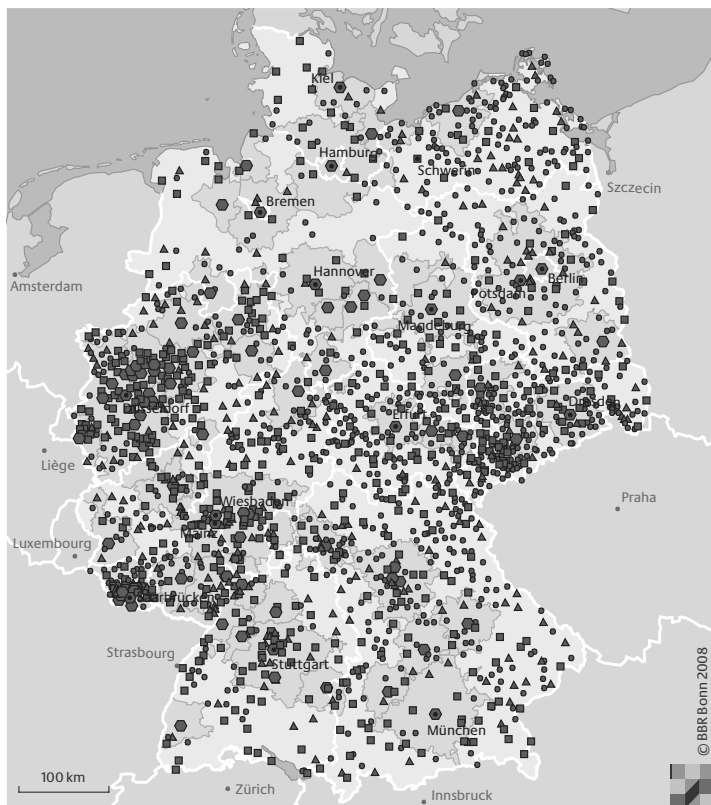 Kiel
Hamburg
Schwerin
Szczecin
Bremen
Amsterdam
Hannover
Berlin
Potsdam
Magdeburg
Düsseldorf
Erfurt
Dresden
Liège
Wiesbaden
Praha
Mainz
Luxembourg
Saarbrücken
Strasbourg
Stuttgart
München
© BBR Bonn 2008
100 km
Zürich
Innsbruck